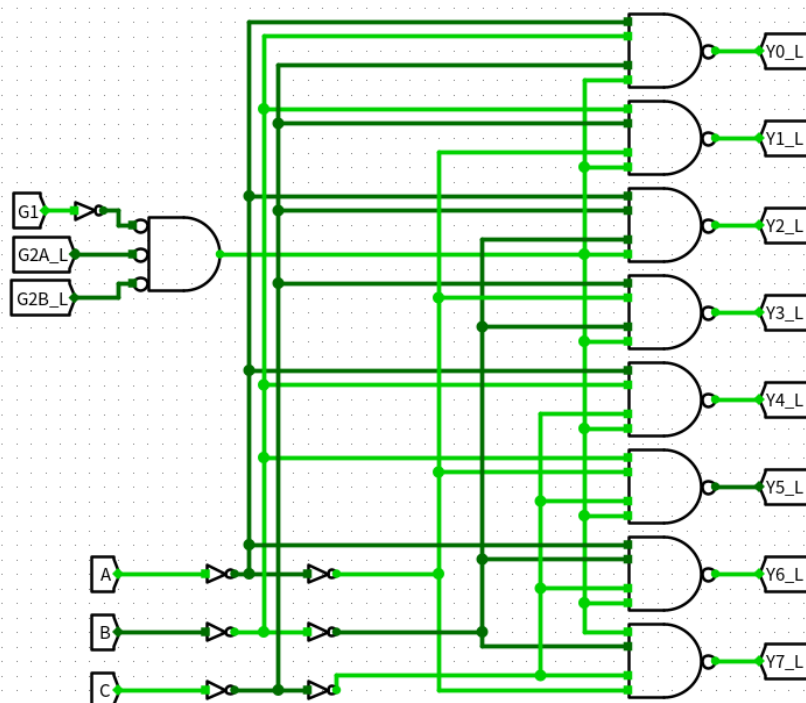 Y0_L
Y1_L
G1
Y2_L
G2A_L
G2B_L
Y3_L
Y4_L
Y5_L
A
Y6_L
B
Y7_L
C